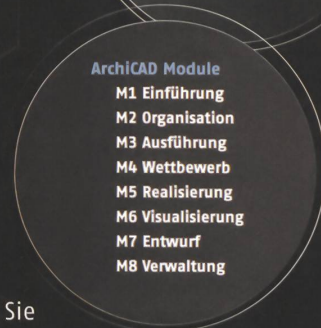 ArchiCAD Module
M1 Einführung
M2 Organisation
M3 Ausführung
M4 Wettbewerb
M5 Realisierung
M6 Visualisierung
M7 Entwurf
M8 Verwaltung
Sie